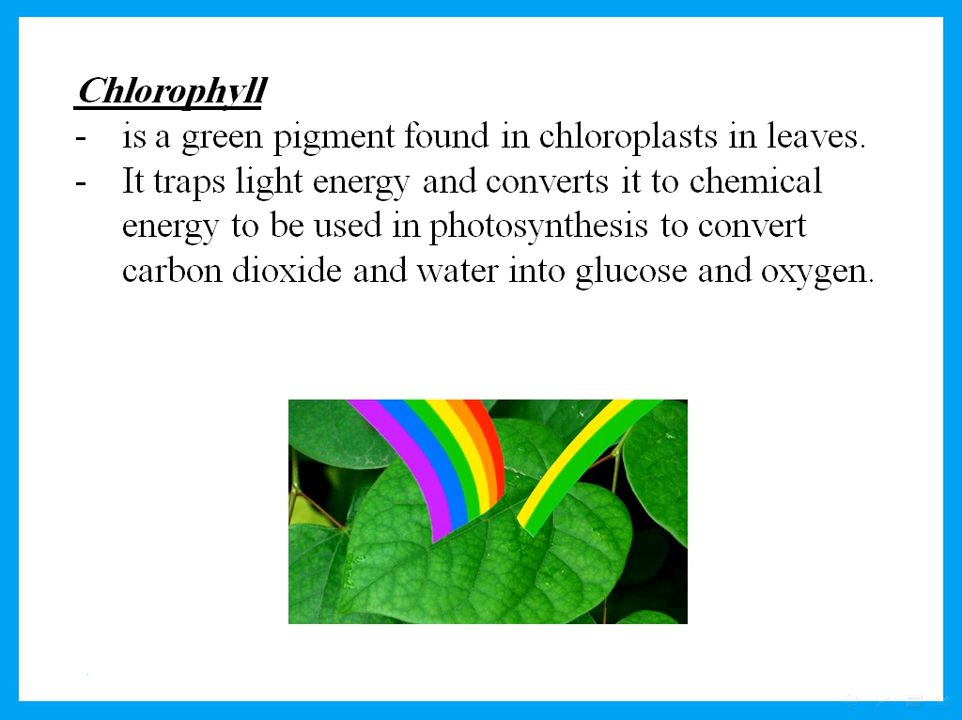 Chlorophyll
- is a green pigment found in chloroplasts in leaves.
- It traps light energy and converts it to chemical
energy to be used in photosynthesis to convert
carbon dioxide and water into glucose and oxygen.